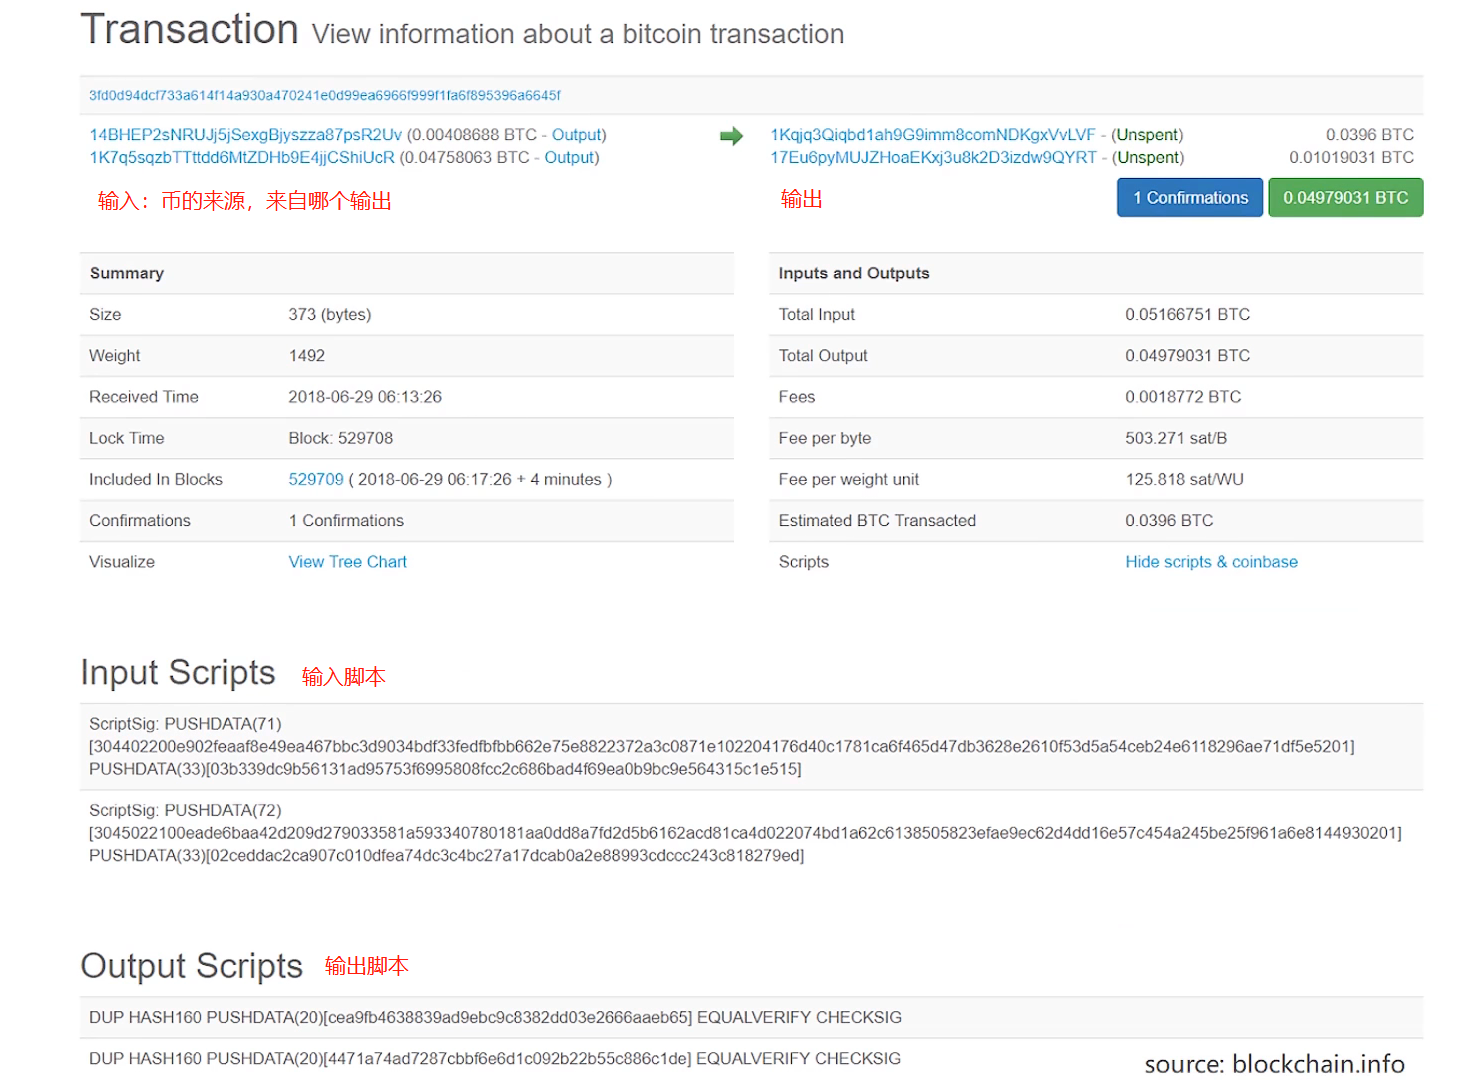 Transaction View information about a bitcoin transaction
3fd0d94dcf733a614f14a930a470241e0d99ea6966f999f1fa6f895396a6645f
14BHEP2sNRUJj5jSexgBjyszza87psR2Uv (0.00408688 BTC - Output)
1K7q5sqzbTTttdd6MtZDHb9E4jjCShiUcR (0.04758063 BTC - Output)
1Kqjq3Qiqbd1ah9G9imm8comNDKgxVvLVF - (Unspent) 0.0396 BTC
17Eu6pyMUJZHoaEKxj3u8k2D3izdw9QYRT - (Unspent) 0.01019031 BTC
输入：币的来源，来自哪个输出
输出
1 Confirmations 0.04979031 BTC
Summary
Size 373 (bytes)
Weight 1492
Received Time 2018-06-29 06:13:26
Lock Time Block: 529708
Included In Blocks 529709 ( 2018-06-29 06:17:26 + 4 minutes )
Confirmations 1 Confirmations
Visualize View Tree Chart
Inputs and Outputs
Total Input 0.05166751 BTC
Total Output 0.04979031 BTC
Fees 0.0018772 BTC
Fee per byte 503.271 sat/B
Fee per weight unit 125.818 sat/WU
Estimated BTC Transacted 0.0396 BTC
Scripts Hide scripts & coinbase
Input Scripts 输入脚本
ScriptSig: PUSHDATA(71)
[304402200e902feaaf8e49ea467bbc3d9034bdf33fedfbfbb662e75e8822372a3c0871e102204176d40c1781ca6f465d47db3628e2610f53d5a54ceb24e6118296ae71df5e5201]
PUSHDATA(33)[03b339dc9b56131ad95753f6995808fcc2c686bad4f69ea0b9bc9e564315c1e515]
ScriptSig: PUSHDATA(72)
[3045022100eade6baa42d209d279033581a593340780181aa0dd8a7fd2d5b6162acd81ca4d022074bd1a62c6138505823efae9ec62d4dd16e57c454a245be25f961a6e8144930201]
PUSHDATA(33)[02ceddac2ca907c010dfea74dc3c4bc27a17dcab0a2e88993cdccc243c818279ed]
Output Scripts 输出脚本
DUP HASH160 PUSHDATA(20)[cea9fb4638839ad9ebc9c8382dd03e2666aaeb65] EQUALVERIFY CHECKSIG
DUP HASH160 PUSHDATA(20)[4471a74ad7287cbbf6e6d1c092b22b55c886c1de] EQUALVERIFY CHECKSIG
source: blockchain.info